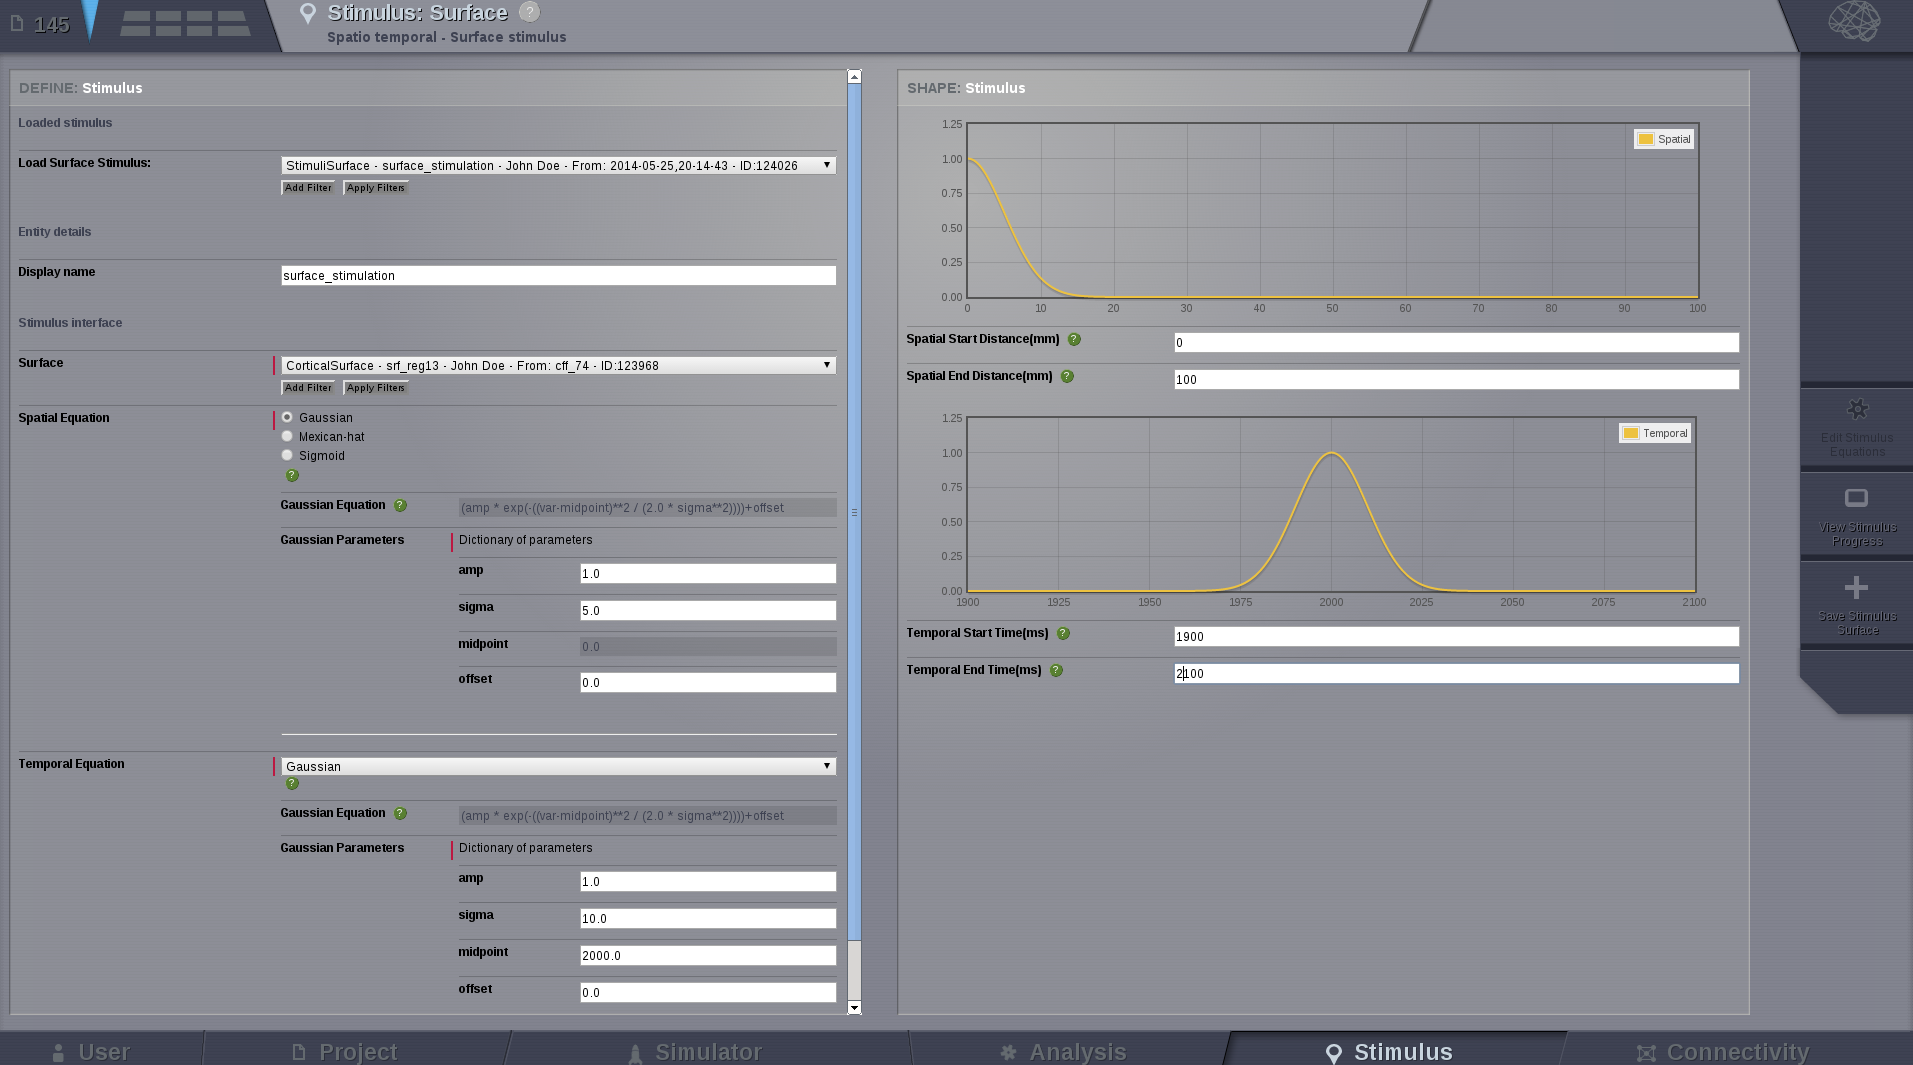 145
Stimulus: Surface ?
Spatio temporal - Surface stimulus
DEFINE: Stimulus
Loaded stimulus
Load Surface Stimulus:
StimuliSurface - surface_stimulation - John Doe - From: 2014-05-25,20-14-43 - ID:124026
Add Filter Apply Filters
Entity details
Display name
surface_stimulation
Stimulus interface
Surface
CorticalSurface - srf_reg13 - John Doe - From: cff_74 - ID:123968
Add Filter Apply Filters
Spatial Equation
Gaussian
Mexican-hat
Sigmoid
?
Gaussian Equation ? (amp * exp(-((var-midpoint)**2 / (2.0 * sigma**2))))+offset
Gaussian Parameters Dictionary of parameters
amp 1.0
sigma 5.0
midpoint 0.0
offset 0.0
Temporal Equation
Gaussian
?
Gaussian Equation ? (amp * exp(-((var-midpoint)**2 / (2.0 * sigma**2))))+offset
Gaussian Parameters Dictionary of parameters
amp 1.0
sigma 10.0
midpoint 2000.0
offset 0.0
SHAPE: Stimulus
1.25
1.00
0.75
0.50
0.25
0.00
Spatial
0 10 20 30 40 50 60 70 80 90 100
Spatial Start Distance(mm) ? 0
Spatial End Distance(mm) ? 100
1.25
1.00
0.75
0.50
0.25
0.00
Temporal
1900 1925 1950 1975 2000 2025 2050 2075 2100
Temporal Start Time(ms) ? 1900
Temporal End Time(ms) ? 2100
Edit Stimulus
Equations
View Stimulus
Progress
Save Stimulus
Surface
User Project Simulator Analysis Stimulus Connectivity